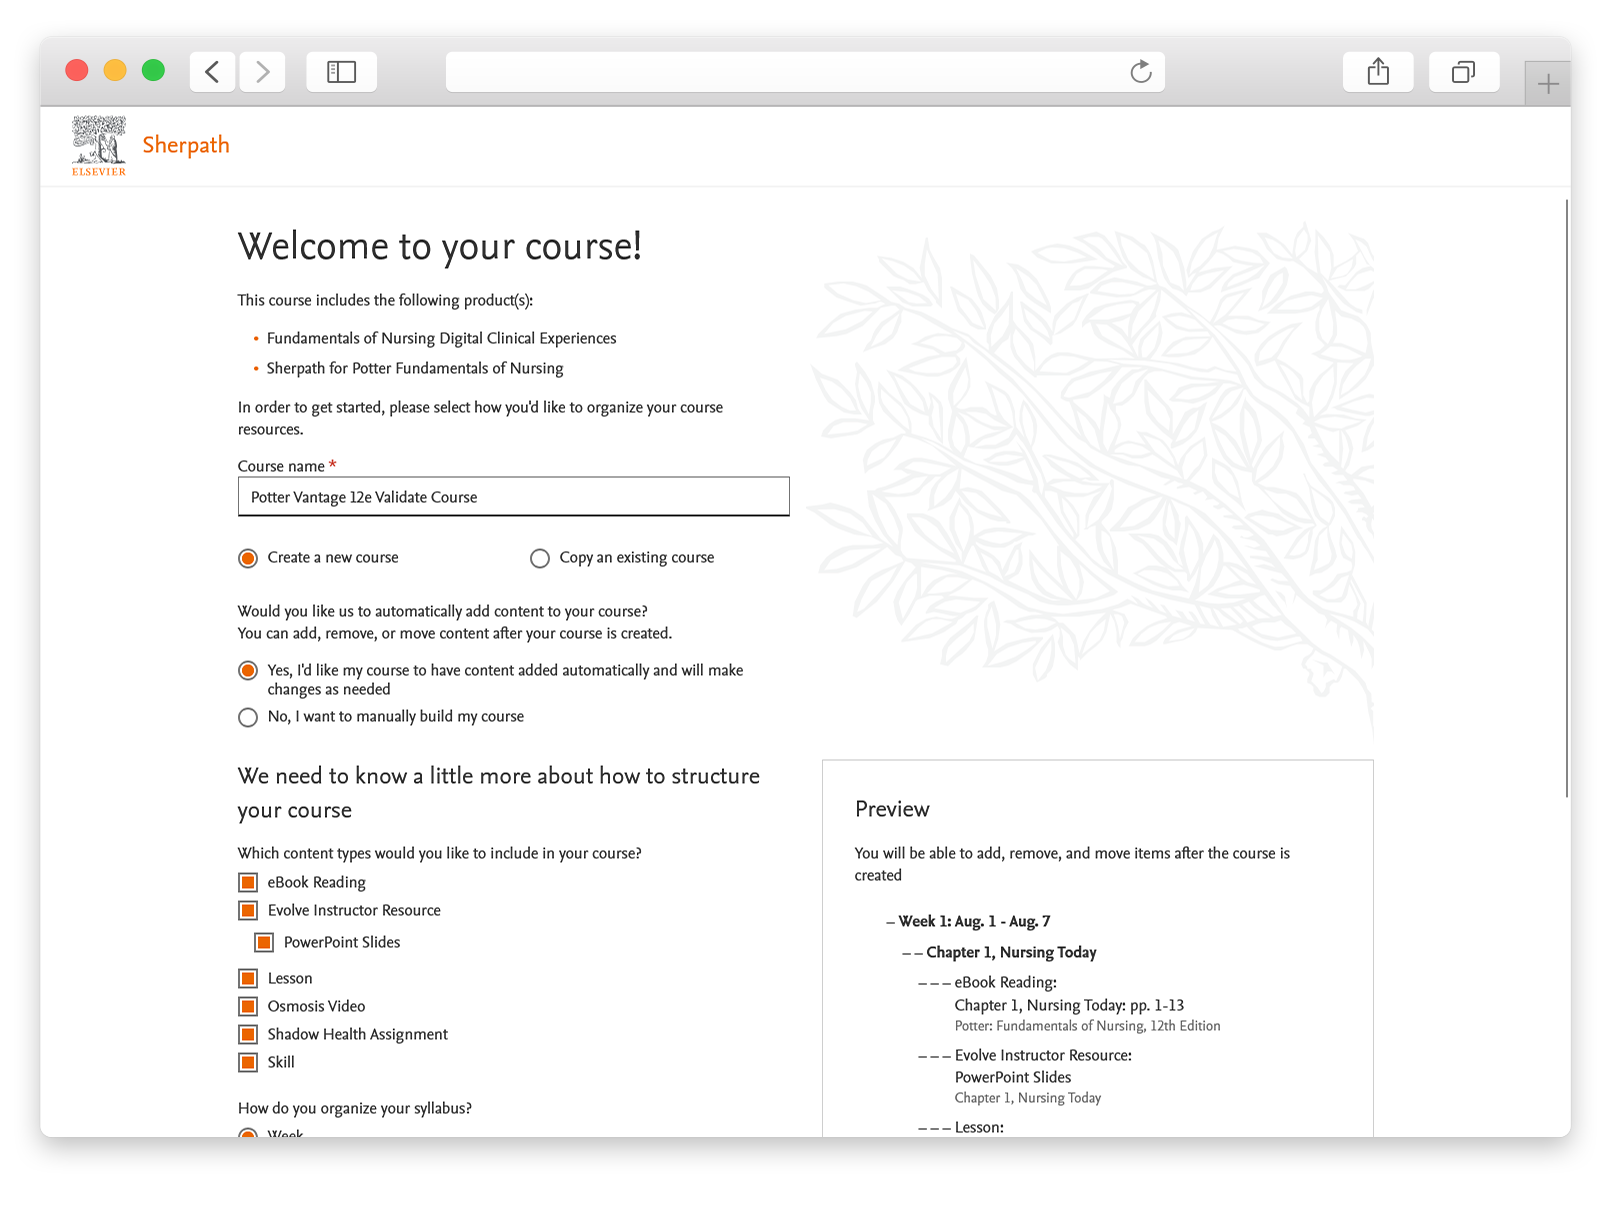 ELSEVIER
Sherpath
Welcome to your course!
This course includes the following product(s):
• Fundamentals of Nursing Digital Clinical Experiences
• Sherpath for Potter Fundamentals of Nursing
In order to get started, please select how you'd like to organize your course
resources.
Course name *
Potter Vantage 12e Validate Course
Create a new course
Copy an existing course
Would you like us to automatically add content to your course?
You can add, remove, or move content after your course is created.
Yes, I'd like my course to have content added automatically and will make
changes as needed
No, I want to manually build my course
We need to know a little more about how to structure
your course
Which content types would you like to include in your course?
eBook Reading
Evolve Instructor Resource
PowerPoint Slides
Lesson
Osmosis Video
Shadow Health Assignment
Skill
How do you organize your syllabus?
Week
Preview
You will be able to add, remove, and move items after the course is
created
– Week 1: Aug. 1 - Aug. 7
– – Chapter 1, Nursing Today
– – – eBook Reading:
Chapter 1, Nursing Today: pp. 1-13
Potter: Fundamentals of Nursing, 12th Edition
– – – Evolve Instructor Resource:
PowerPoint Slides
Chapter 1, Nursing Today
– – – Lesson: